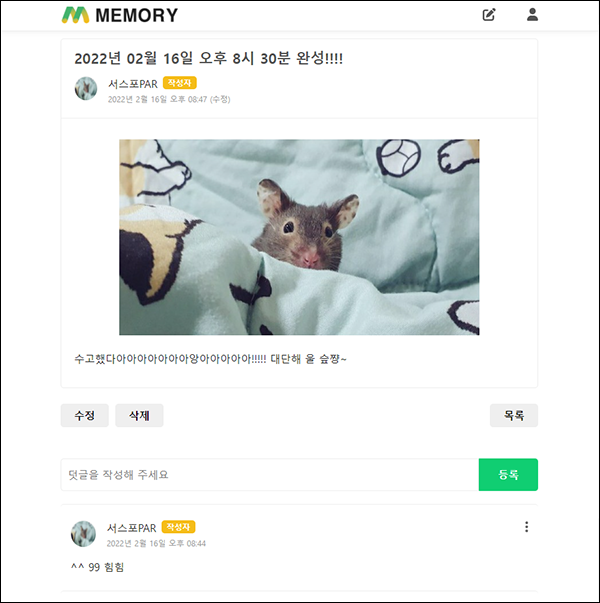 MEMORY
2022년 02월 16일 오후 8시 30분 완성!!!!
서스포PAR 작성자
2022년 2월 16일 오후 08:47 (수정)
수고했다아아아아아아아앙아아아아아!!!!! 대단해 울 슾쨩~
수정 삭제 목록
덧글을 작성해 주세요 등록
서스포PAR 작성자
2022년 2월 16일 오후 08:44
^^ 99 힘힘